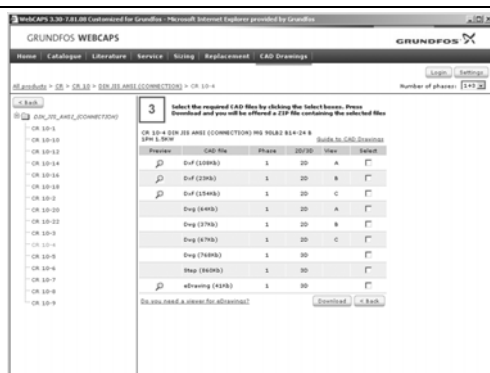 WebCAPS 3.30-7.01.08 Customized for Grundfos - Microsoft Internet Explorer provided by Grundfos
GRUNDFOS WEBCAPS
GRUNDFOS
Home Catalogue Literature Service Sizing Replacement CAD Drawings
Login Settings
All products > CR > CR 10 > DIN JIS ANSI (CONNECTION) > CR 10-4
Number of phases: 1+3
< Back
DIN_JIS_ANSI_(CONNECTION)
CR 10-1
CR 10-10
CR 10-12
CR 10-14
CR 10-16
CR 10-18
CR 10-2
CR 10-20
CR 10-22
CR 10-3
CR 10-4
CR 10-5
CR 10-6
CR 10-7
CR 10-8
CR 10-9
3
Select the required CAD files by clicking the Select boxes. Press
Download and you will be offered a ZIP file containing the selected files
CR 10-4 DIN JIS ANSI (CONNECTION) MG 90LB2 B14-24 B
1PH 1.5KW
Guide to CAD Drawings
Preview CAD file Phase 2D/3D View Select
Dxf (108Kb) 1 2D A
Dxf (25Kb) 1 2D B
Dxf (154Kb) 1 2D C
Dwg (64Kb) 1 2D A
Dwg (37Kb) 1 2D B
Dwg (67Kb) 1 2D C
Dwg (768Kb) 1 3D
Step (960Kb) 1 3D
eDrawing (41Kb) 1 3D
Do you need a viewer for eDrawings?
Download < Back